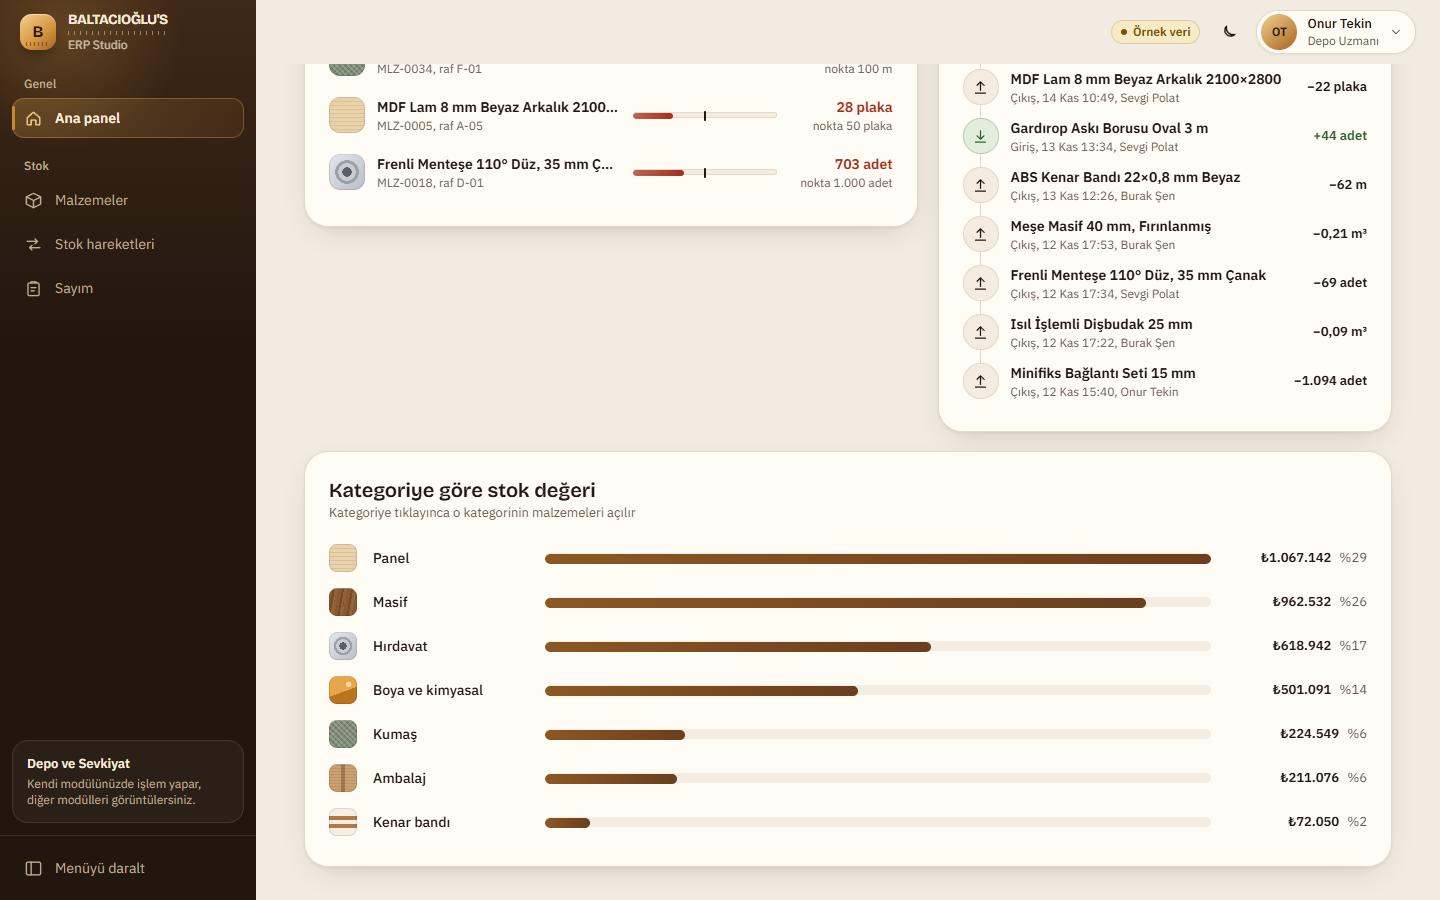 B
BALTACIOĞLU'S
ERP Studio
Genel
Ana panel
Stok
Malzemeler
Stok hareketleri
Sayım
Depo ve Sevkiyat
Kendi modülünüzde işlem yapar,
diğer modülleri görüntülersiniz.
Menüyü daralt
Örnek veri
OT
Onur Tekin
Depo Uzmanı
MLZ-0034, raf F-01
nokta 100 m
MDF Lam 8 mm Beyaz Arkalık 2100...
28 plaka
MLZ-0005, raf A-05
nokta 50 plaka
Frenli Menteşe 110° Düz, 35 mm Ç...
703 adet
MLZ-0018, raf D-01
nokta 1.000 adet
MDF Lam 8 mm Beyaz Arkalık 2100×2800
−22 plaka
Çıkış, 14 Kas 10:49, Sevgi Polat
Gardırop Askı Borusu Oval 3 m
+44 adet
Giriş, 13 Kas 13:34, Sevgi Polat
ABS Kenar Bandı 22×0,8 mm Beyaz
−62 m
Çıkış, 13 Kas 12:26, Burak Şen
Meşe Masif 40 mm, Fırınlanmış
−0,21 m³
Çıkış, 12 Kas 17:53, Burak Şen
Frenli Menteşe 110° Düz, 35 mm Çanak
−69 adet
Çıkış, 12 Kas 17:34, Sevgi Polat
Isıl İşlemli Dişbudak 25 mm
−0,09 m³
Çıkış, 12 Kas 17:22, Burak Şen
Minifiks Bağlantı Seti 15 mm
−1.094 adet
Çıkış, 12 Kas 15:40, Onur Tekin
Kategoriye göre stok değeri
Kategoriye tıklayınca o kategorinin malzemeleri açılır
Panel ₺1.067.142 %29
Masif ₺962.532 %26
Hırdavat ₺618.942 %17
Boya ve kimyasal ₺501.091 %14
Kumaş ₺224.549 %6
Ambalaj ₺211.076 %6
Kenar bandı ₺72.050 %2